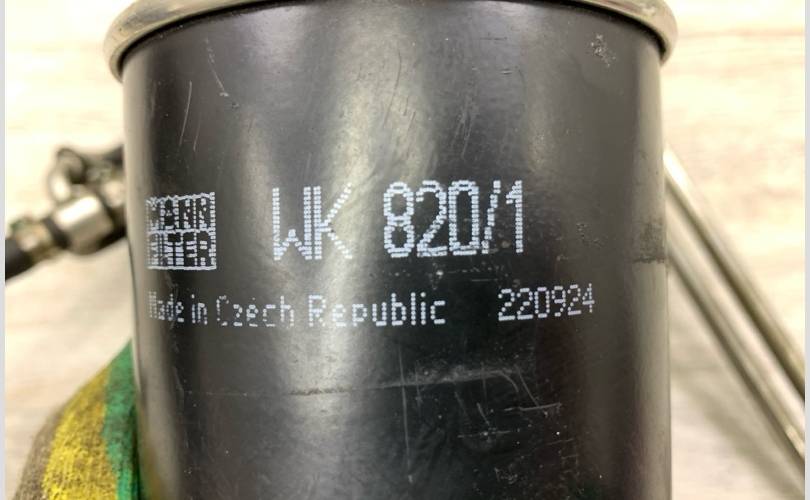 MANN
FILTER
WK 820/1
Made in Czech Republic 220924